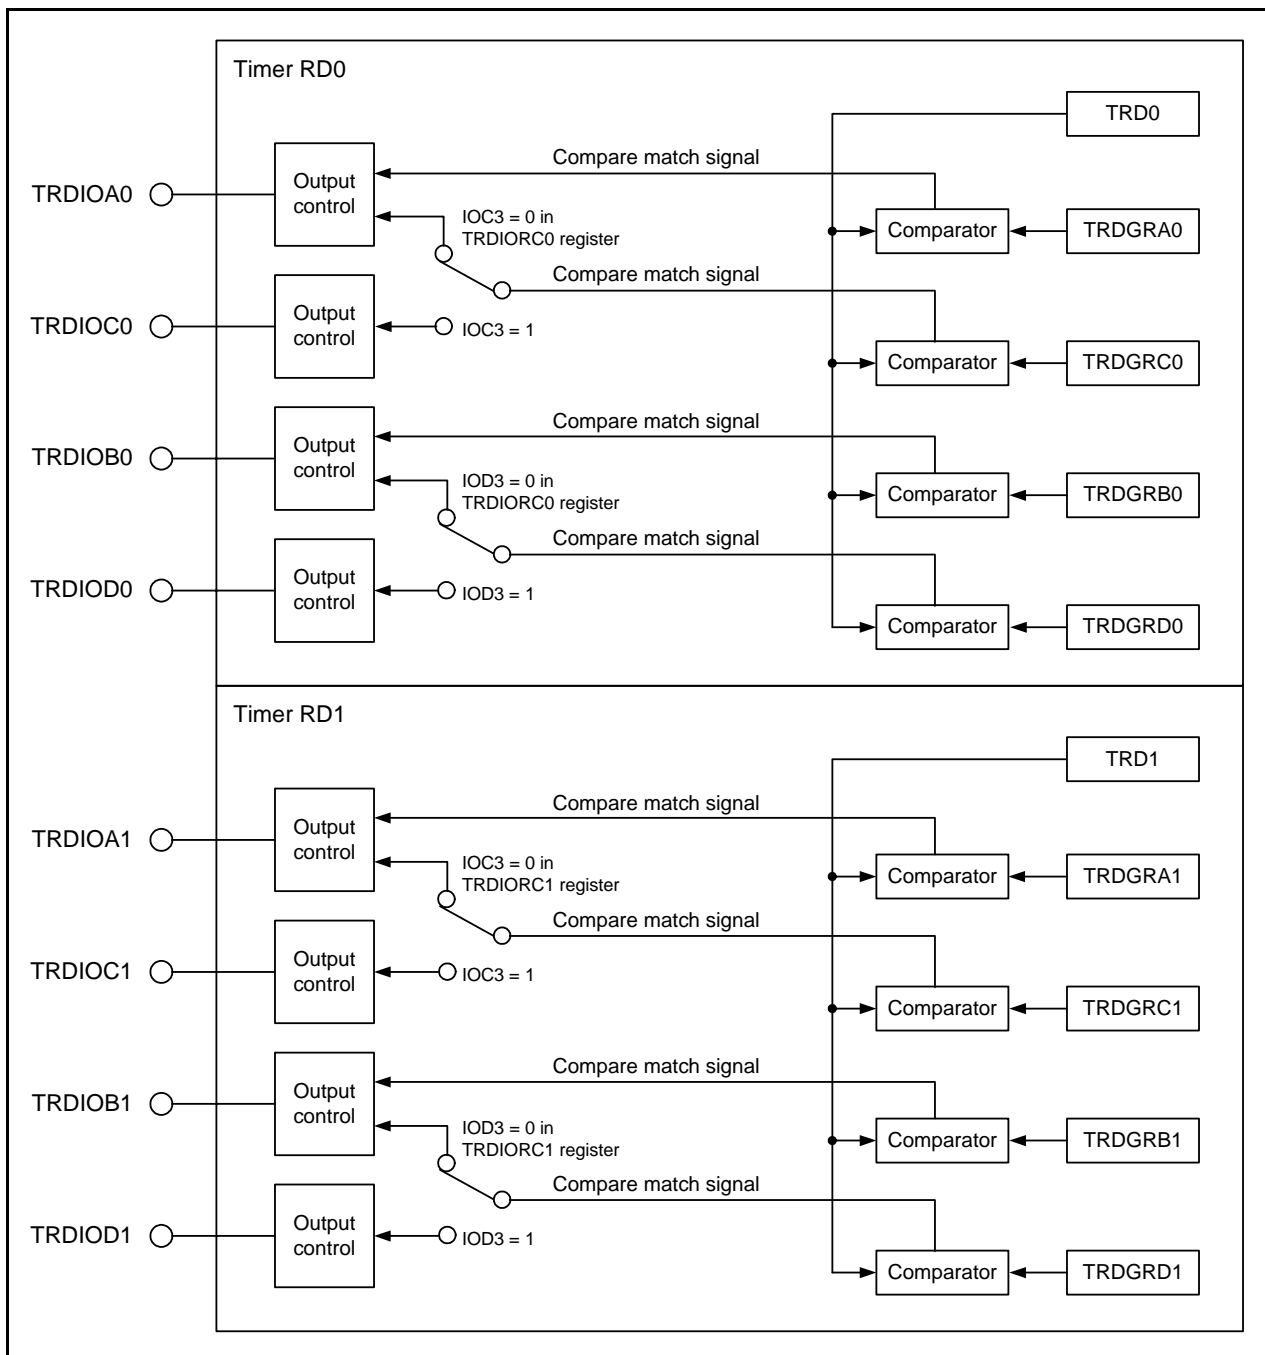 Timer RD0
TRD0
Compare match signal
TRDIOA0
Output
control
IOC3 = 0 in
TRDIORC0 register
Comparator
TRDGRA0
Compare match signal
TRDIOC0
Output
control
IOC3 = 1
Comparator
TRDGRC0
Compare match signal
TRDIOB0
Output
control
IOD3 = 0 in
TRDIORC0 register
Comparator
TRDGRB0
Compare match signal
TRDIOD0
Output
control
IOD3 = 1
Comparator
TRDGRD0
Timer RD1
TRD1
Compare match signal
TRDIOA1
Output
control
IOC3 = 0 in
TRDIORC1 register
Comparator
TRDGRA1
Compare match signal
TRDIOC1
Output
control
IOC3 = 1
Comparator
TRDGRC1
Compare match signal
TRDIOB1
Output
control
IOD3 = 0 in
TRDIORC1 register
Comparator
TRDGRB1
Compare match signal
TRDIOD1
Output
control
IOD3 = 1
Comparator
TRDGRD1